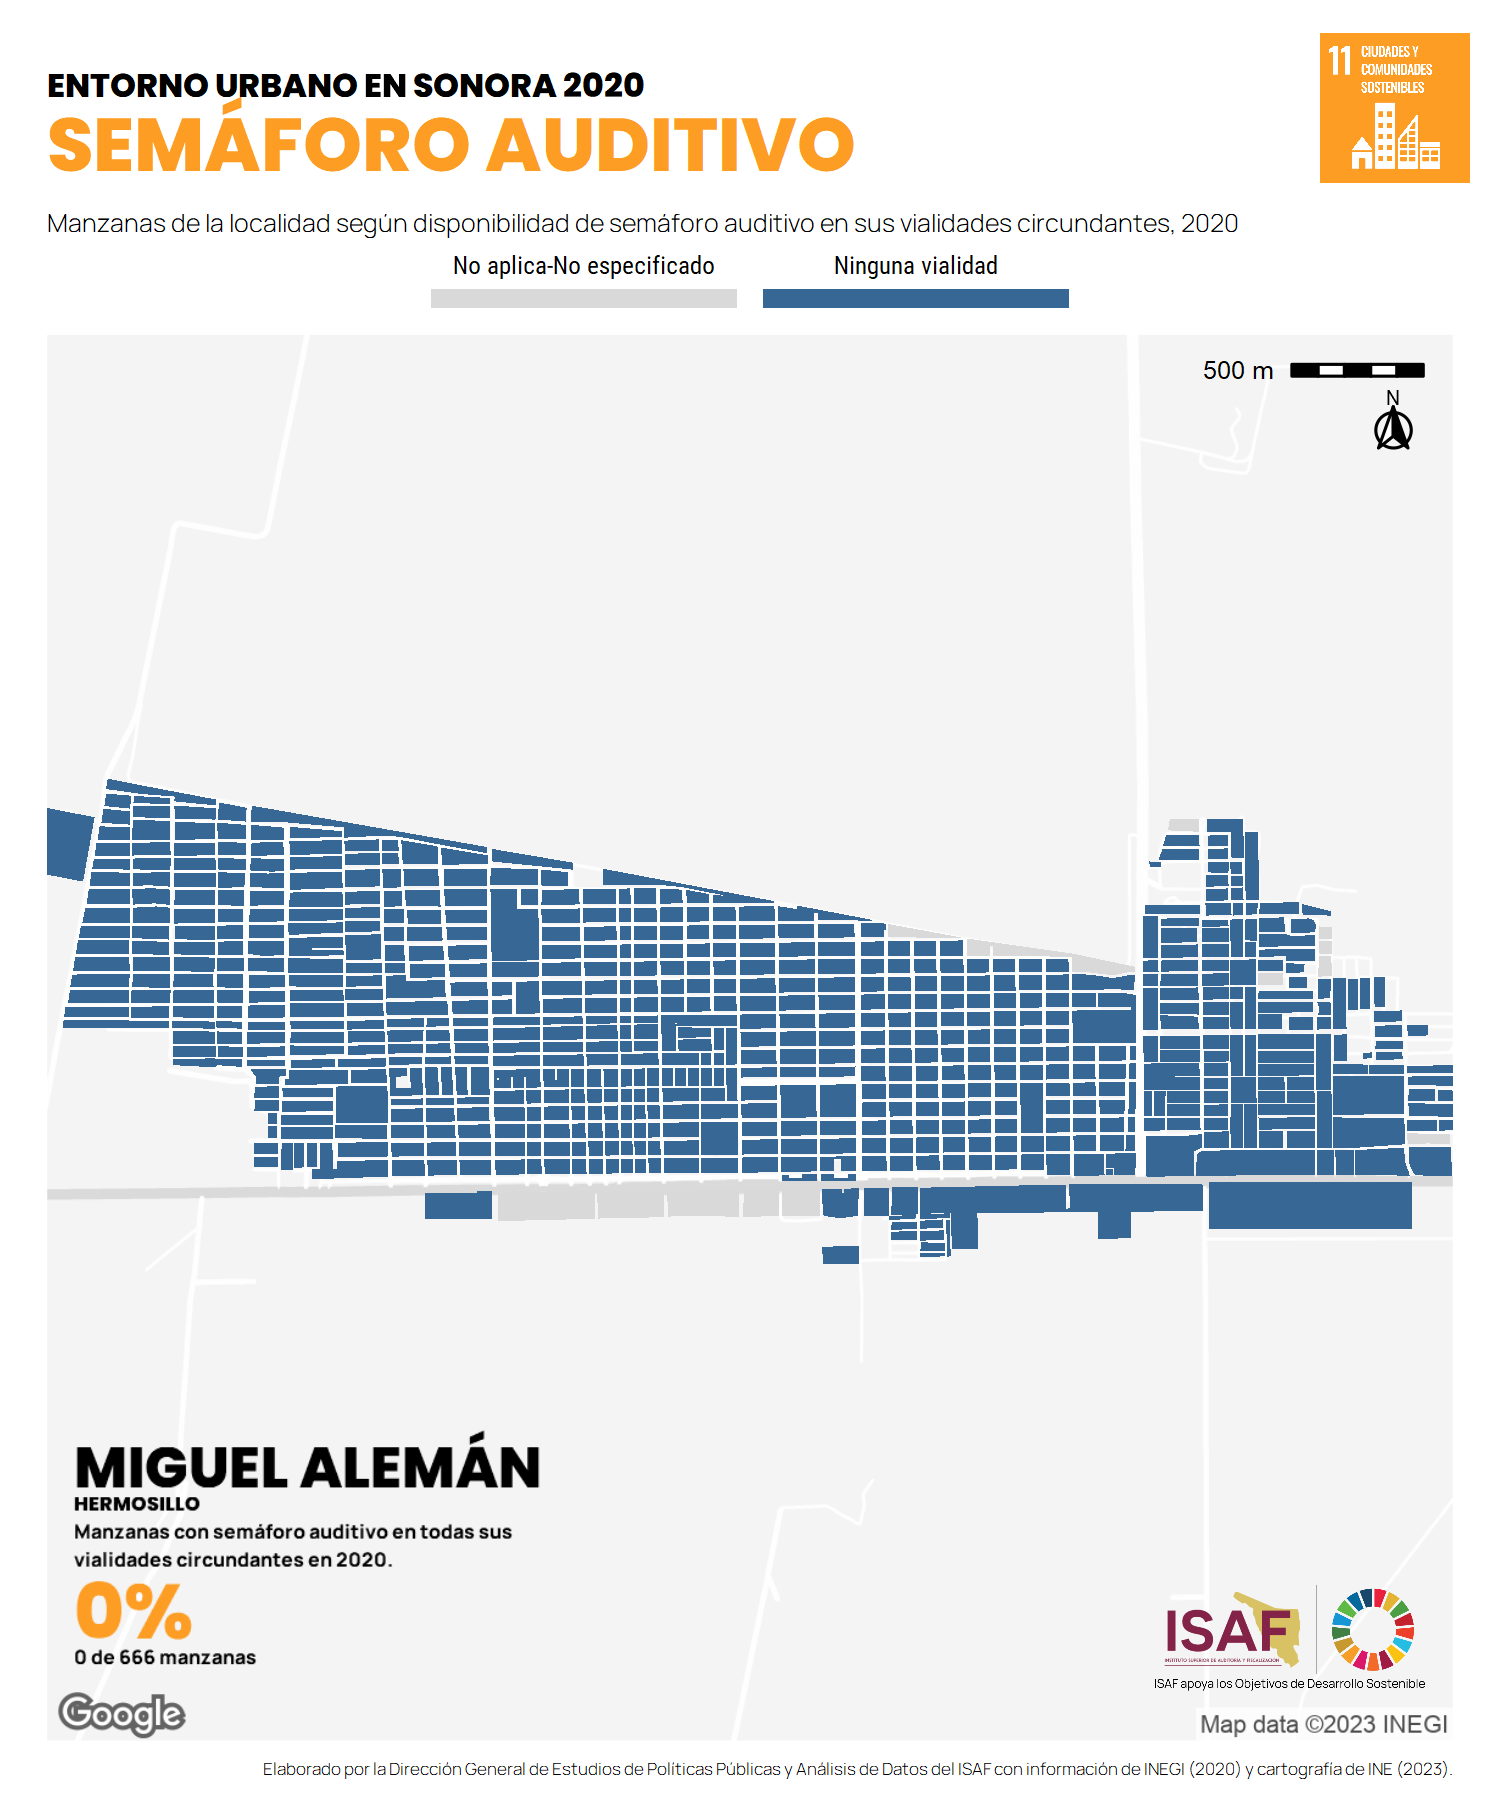 ENTORNO URBANO EN SONORA 2020
SEMÁFORO AUDITIVO
11 CIUDADES Y
COMUNIDADES
SOSTENIBLES
Manzanas de la localidad según disponibilidad de semáforo auditivo en sus vialidades circundantes, 2020
No aplica-No especificado
Ninguna vialidad
500 m
N
MIGUEL ALEMÁN
HERMOSILLO
Manzanas con semáforo auditivo en todas sus
vialidades circundantes en 2020.
0%
0 de 666 manzanas
ISAF
INSTITUTO SUPERIOR DE AUDITORÍA Y FISCALIZACIÓN
ISAF apoya los Objetivos de Desarrollo Sostenible
Google
Map data ©2023 INEGI
Elaborado por la Dirección General de Estudios de Políticas Públicas y Análisis de Datos del ISAF con información de INEGI (2020) y cartografía de INE (2023).